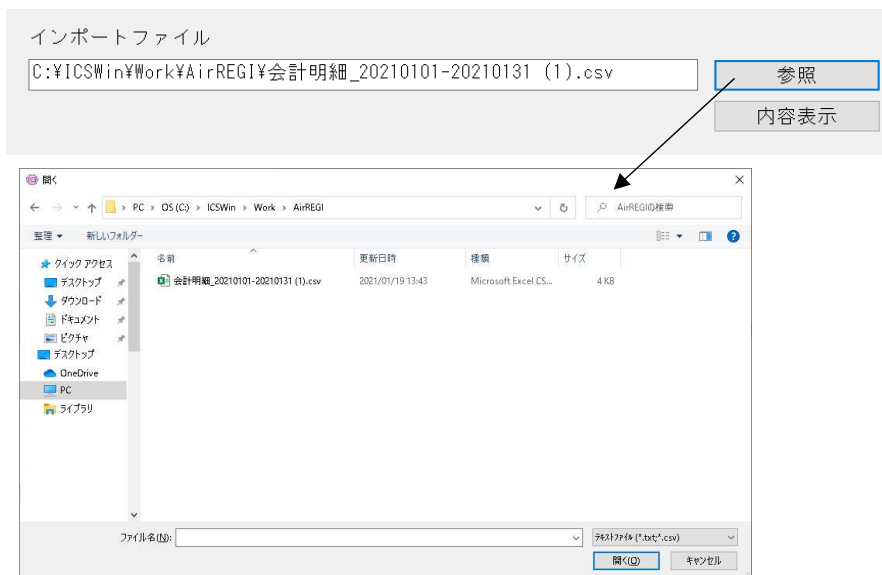 インポートファイル
C:¥ICSWin¥Work¥AirREGI¥会計明細_20210101-20210131 (1).csv
参照
内容表示
開く
PC > OS (C:) > ICSWin > Work > AirREGI
AirREGIの検索
整理
新しいフォルダー
名前 更新日時 種類 サイズ
会計明細_20210101-20210131 (1).csv 2021/01/19 13:43 Microsoft Excel CS... 4 KB
クイック アクセス
デスクトップ
ダウンロード
ドキュメント
ピクチャ
デスクトップ
OneDrive
PC
ライブラリ
ファイル名(N):
テキストファイル (*.txt;*.csv)
開く(O)
キャンセル